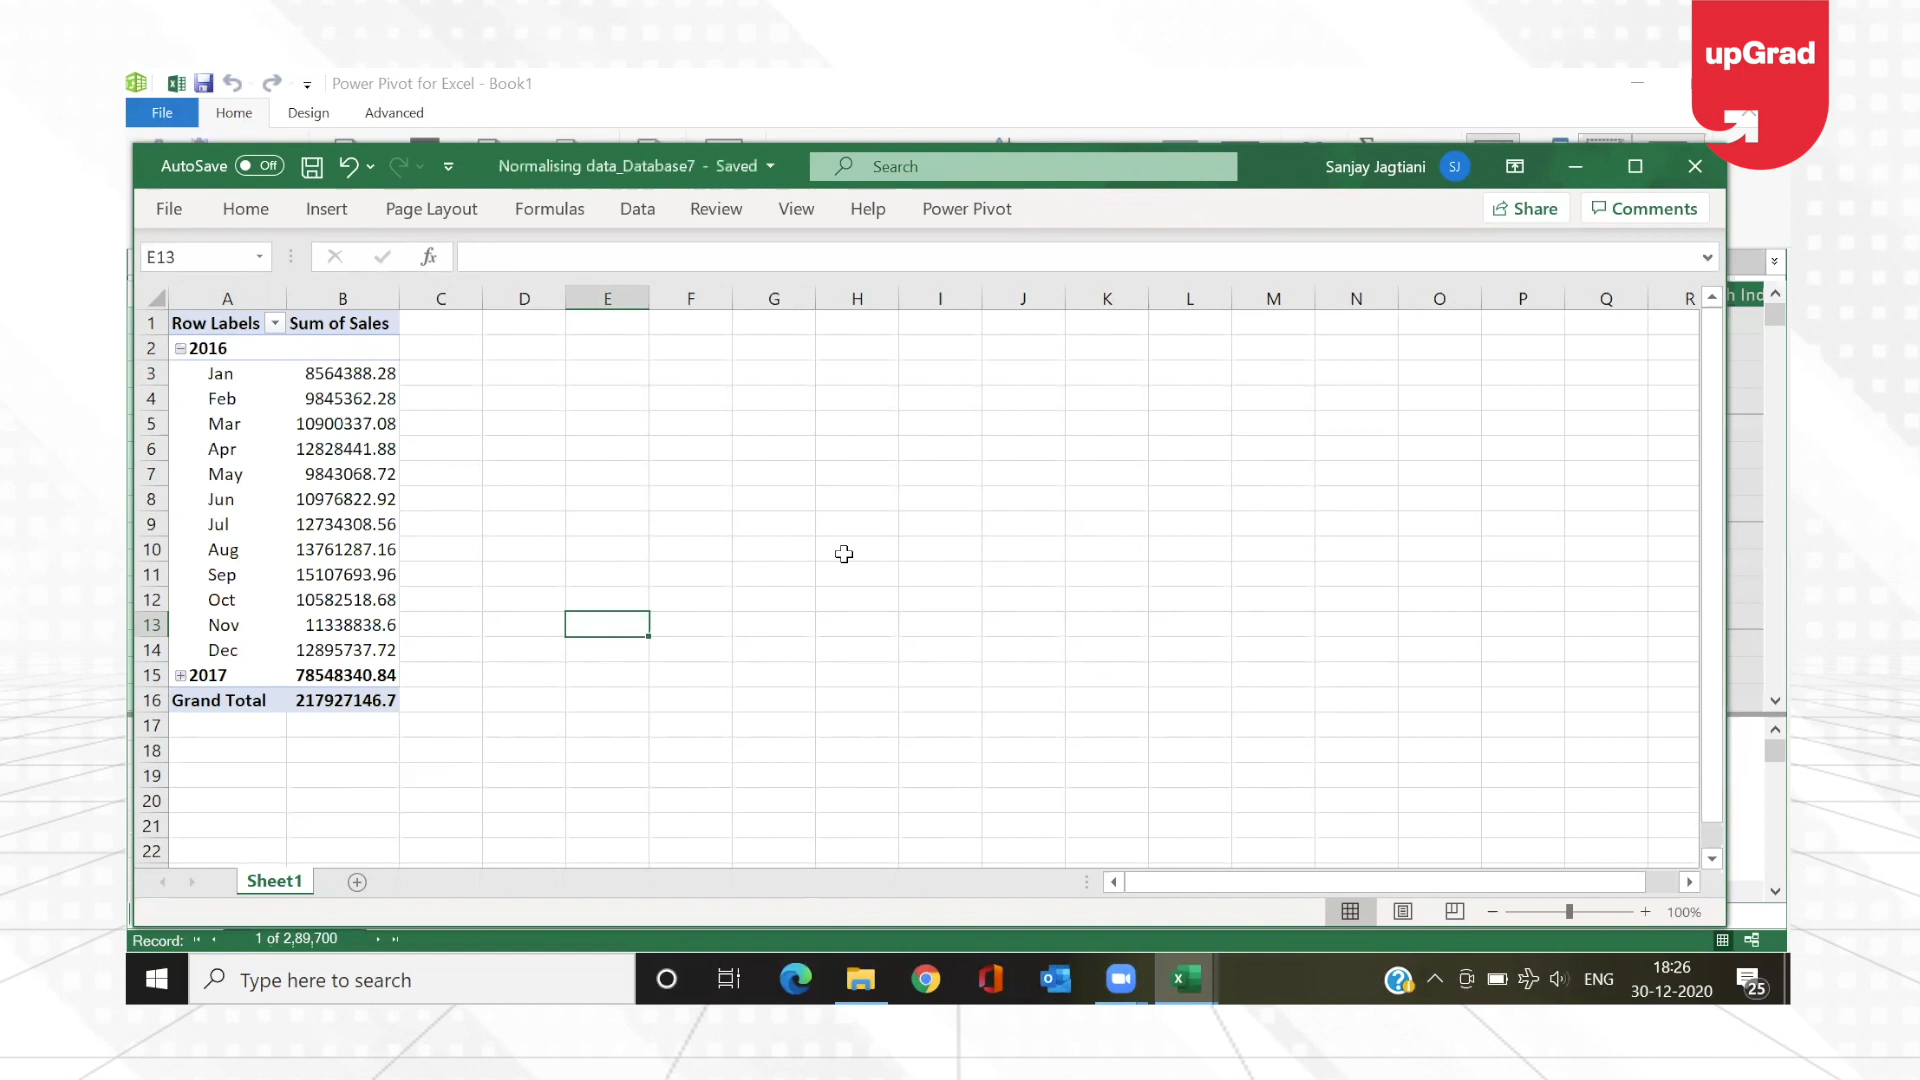 upGrad
Power Pivot for Excel - Book1
File Home Design Advanced
AutoSave Off Normalising data_Database7 - Saved Search Sanjay Jagtiani SJ
File Home Insert Page Layout Formulas Data Review View Help Power Pivot Share Comments
E13 fx
A B C D E F G H I J K L M N O P Q R
1 Row Labels Sum of Sales
2 2016
3 Jan 8564388.28
4 Feb 9845362.28
5 Mar 10900337.08
6 Apr 12828441.88
7 May 9843068.72
8 Jun 10976822.92
9 Jul 12734308.56
10 Aug 13761287.16
11 Sep 15107693.96
12 Oct 10582518.68
13 Nov 11338838.6
14 Dec 12895737.72
15 2017 78548340.84
16 Grand Total 217927146.7
17
18
19
20
21
22
Sheet1
100%
Record: 1 of 2,89,700
Type here to search ENG 18:26
30-12-2020 25